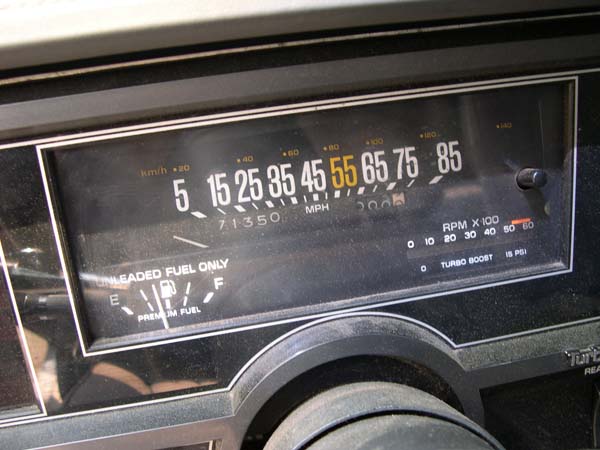 km/h 20 40 60 80 100 120 140
5 15 25 35 45 55 65 75 85
71350 MPH
RPM X100
0 10 20 30 40 50 60
0 TURBO BOOST 15 PSI
UNLEADED FUEL ONLY
E F
PREMIUM FUEL